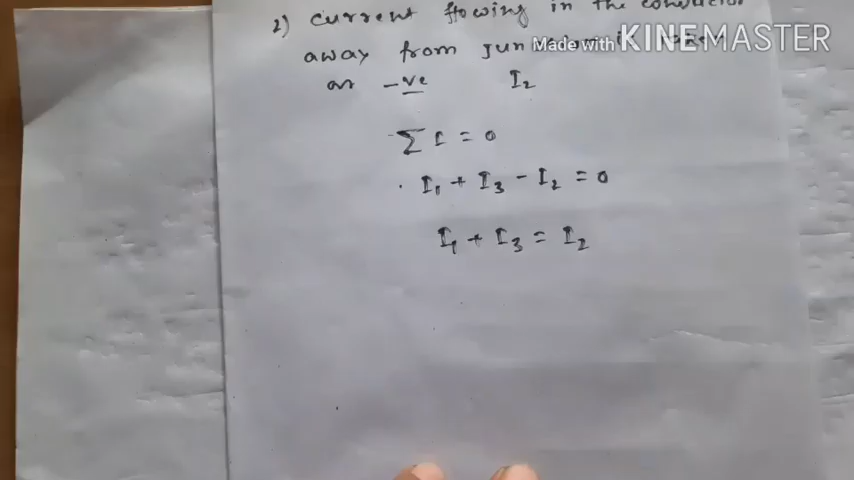 2) Current flowing in the conductor
away from jun
as -ve I₂
Made with KINEMASTER
Σ I = 0
I₁ + I₃ - I₂ = 0
I₁ + I₃ = I₂